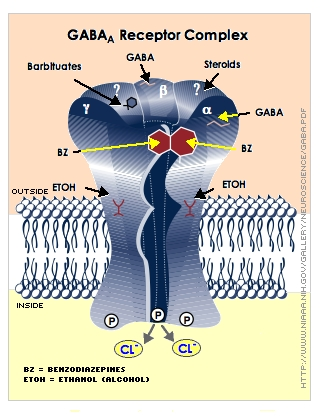 GABAA Receptor Complex
GABA
Barbiturates
Steroids
?
β
?
γ
α
GABA
BZ
BZ
OUTSIDE
ETOH
ETOH
INSIDE
P
P
P
CL-
CL-
BZ = BENZODIAZEPINES
ETOH = ETHANOL (ALCOHOL)
HTTP://WWW.NIAAA.NIH.GOV/GALLERY/NEUROSCIENCE/GABA.PDF